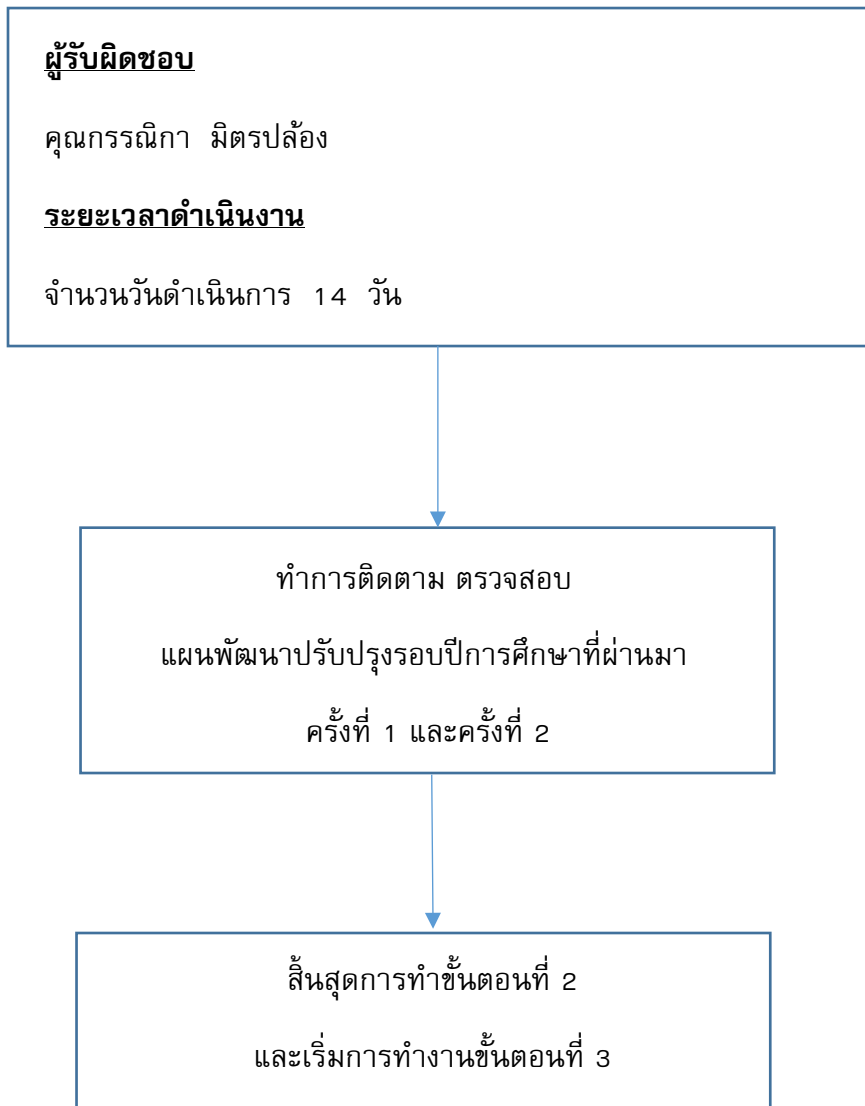 ผู้รับผิดชอบ
คุณกรรณิกา มิตรปล้อง
ระยะเวลาดำเนินงาน
จำนวนวันดำเนินการ 14 วัน
ทำการติดตาม ตรวจสอบ
แผนพัฒนาปรับปรุงรอบปีการศึกษาที่ผ่านมา
ครั้งที่ 1 และครั้งที่ 2
สิ้นสุดการทำขั้นตอนที่ 2
และเริ่มการทำงานขั้นตอนที่ 3